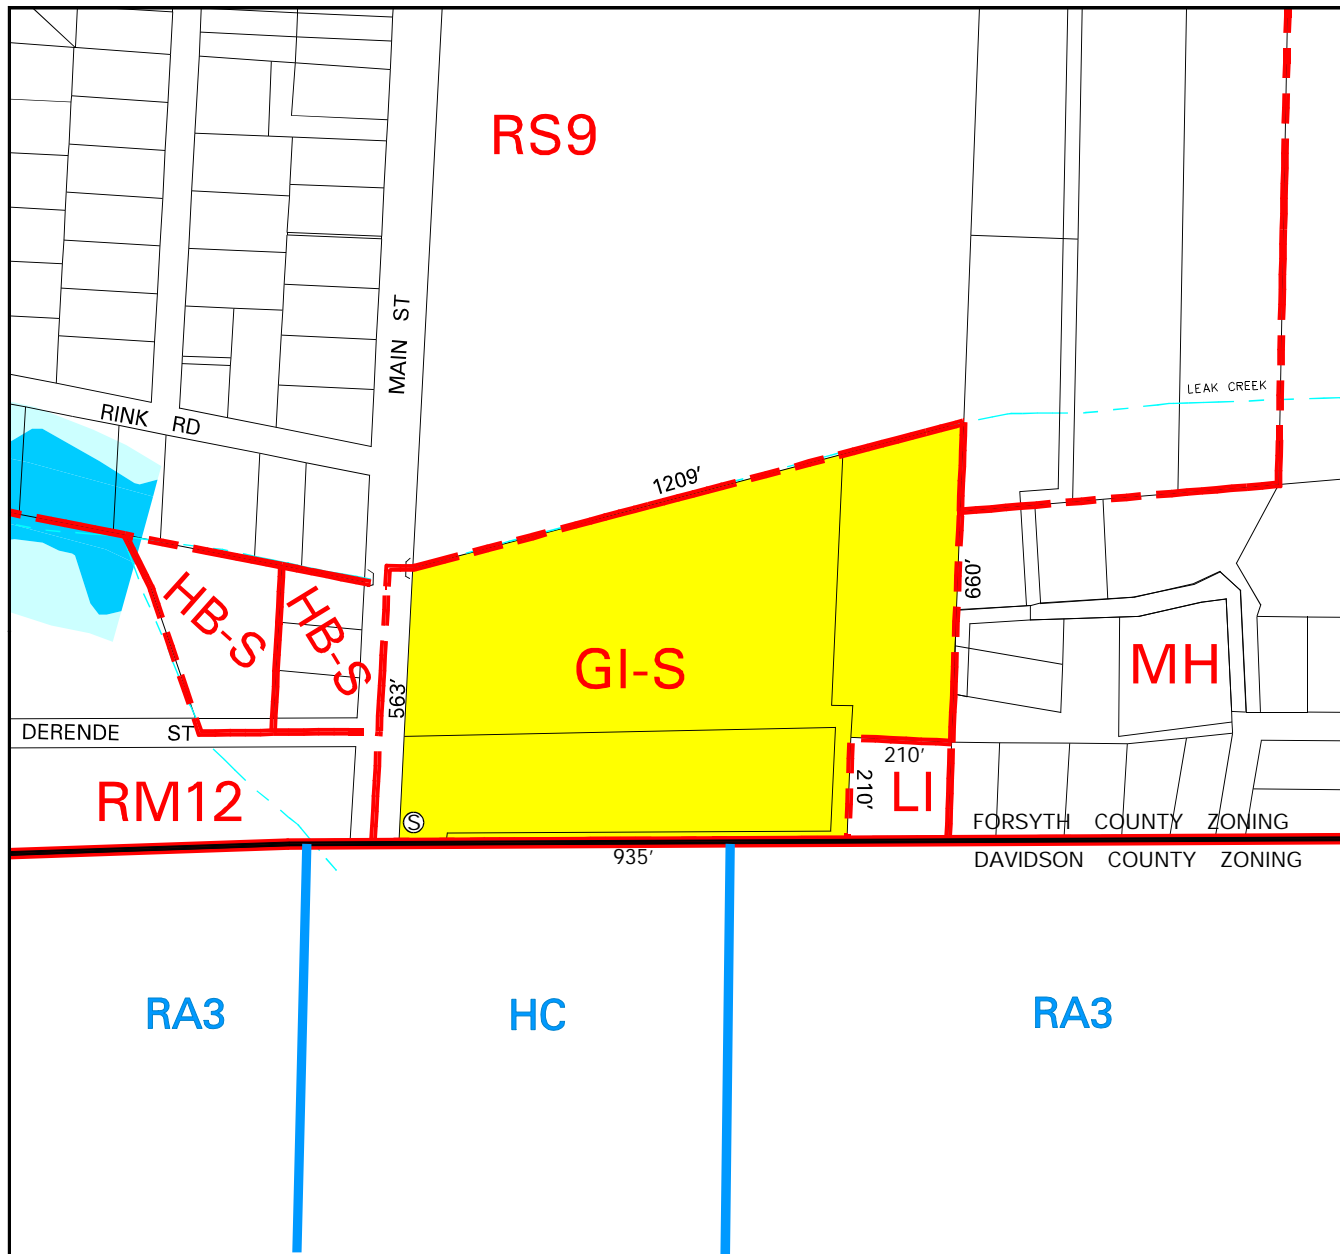 RS9
MAIN ST
LEAK CREEK
RINK RD
1209'
660'
HB-S
HB-S
GI-S
MH
563'
DERENDE ST
210'
210'
LI
RM12
S
FORSYTH COUNTY ZONING
935'
DAVIDSON COUNTY ZONING
RA3
HC
RA3